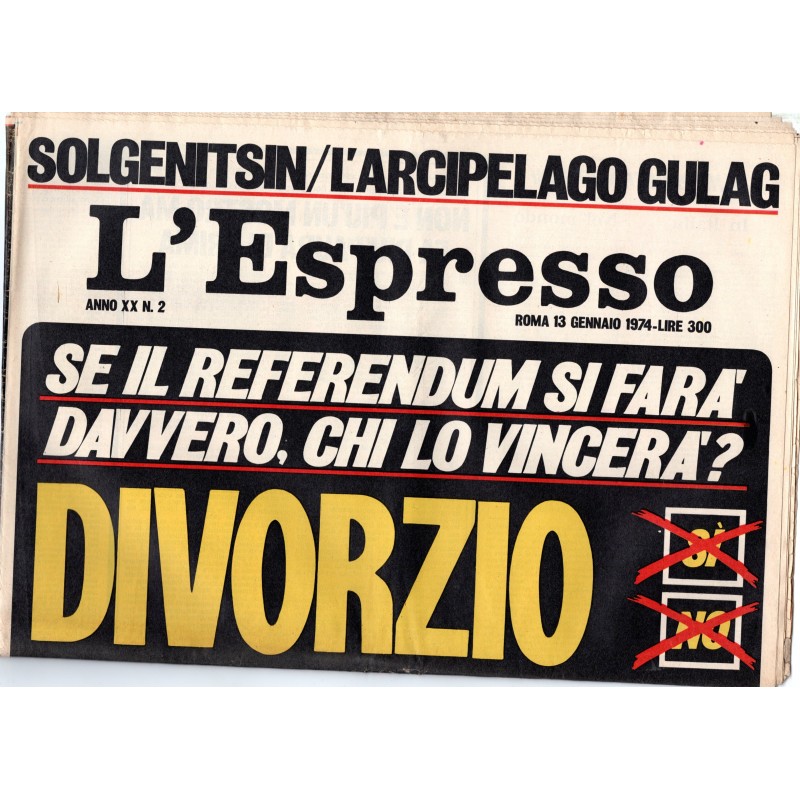 SOLGENITSIN/L'ARCIPELAGO GULAG
L'Espresso
ANNO XX N. 2
ROMA 13 GENNAIO 1974-LIRE 300
SE IL REFERENDUM SI FARA'
DAVVERO, CHI LO VINCERA'?
DIVORZIO
SÌ
NO